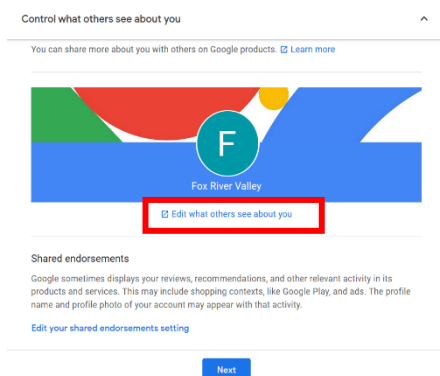 Control what others see about you
You can share more about you with others on Google products. Learn more
F
Fox River Valley
Edit what others see about you
Shared endorsements
Google sometimes displays your reviews, recommendations, and other relevant activity in its
products and services. This may include shopping contexts, like Google Play, and ads. The profile
name and profile photo of your account may appear with that activity.
Edit your shared endorsements setting
Next